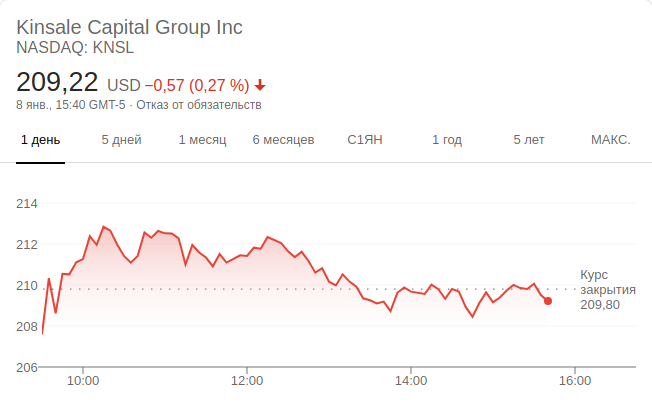 Kinsale Capital Group Inc
NASDAQ: KNSL
209,22 USD −0,57 (0,27 %)
8 янв., 15:40 GMT-5 · Отказ от обязательств
1 день 5 дней 1 месяц 6 месяцев С1ЯН 1 год 5 лет МАКС.
214
212
210
208
206
Курс
закрытия
209,80
10:00 12:00 14:00 16:00